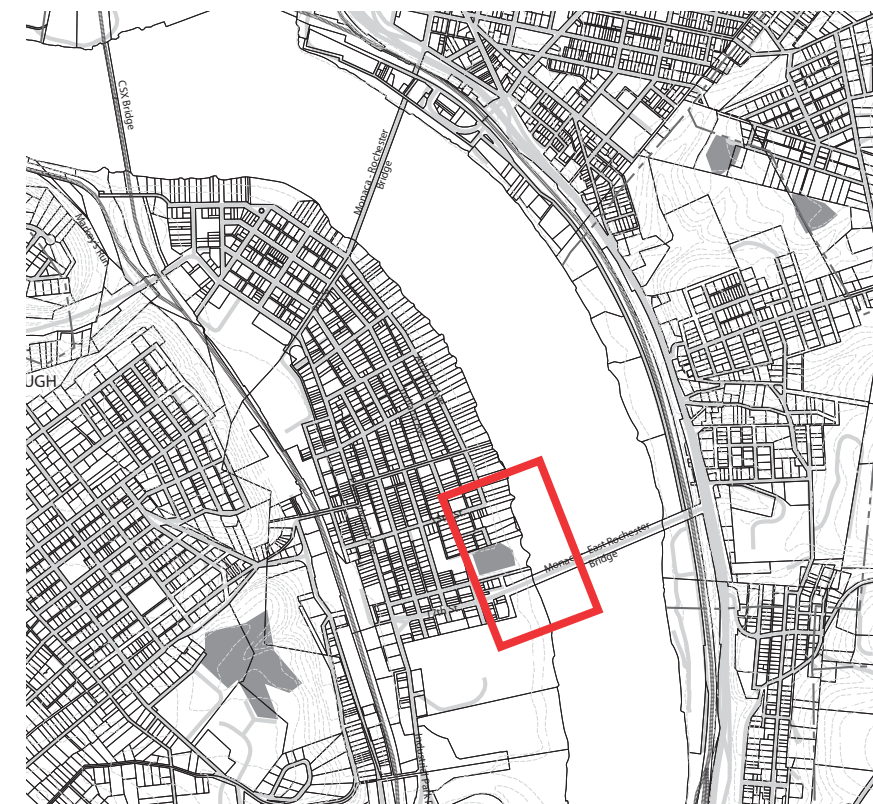 CSX Bridge
Monaca - Rochester
Bridge
UGH
Monaca - East Rochester
Bridge